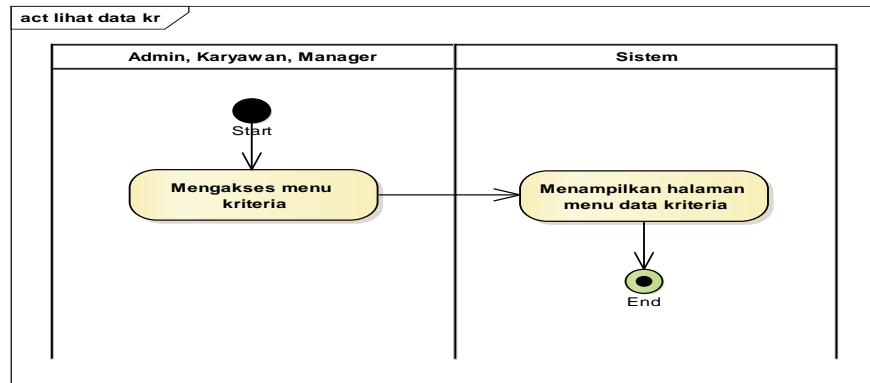 act lihat data kr
Admin, Karyawan, Manager
Sistem
Start
Mengakses menu
kriteria
Menampilkan halaman
menu data kriteria
End